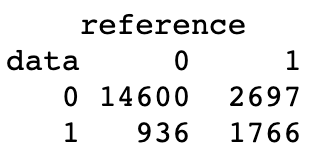 reference
data 0 1
0 14600 2697
1 936 1766